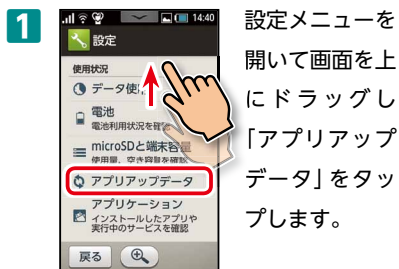 1
14:40
設定
使用状況
データ使
電池
電池利用状況を確
microSDと端末容量
使用量、空き容量を確認
アプリアップデータ
アプリケーション
インストールしたアプリや
実行中のサービスを確認
戻る
設定メニューを
開いて画面を上
にドラッグし
「アプリアップ
データ」をタッ
プします。